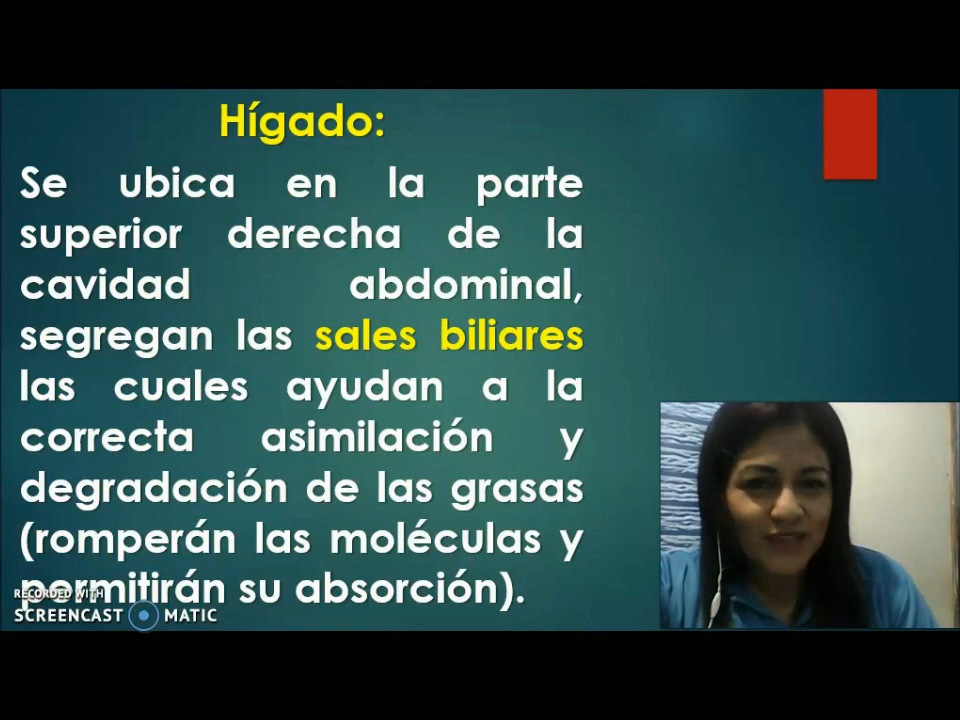 Hígado:
Se ubica en la parte
superior derecha de la
cavidad abdominal,
segregan las sales biliares
las cuales ayudan a la
correcta asimilación y
degradación de las grasas
(romperán las moléculas y
permitirán su absorción).
RECORDED WITH
SCREENCAST MATIC